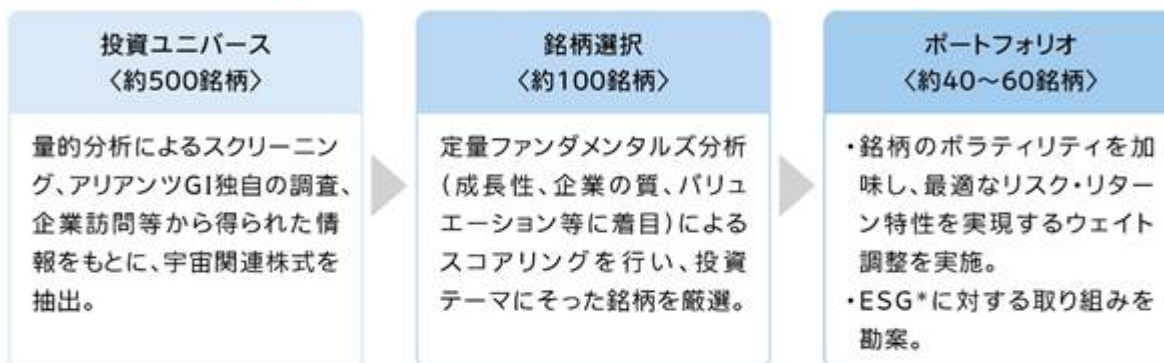 投資ユニバース
〈約500銘柄〉
量的分析によるスクリーニン
グ、アリアンツGI独自の調査、
企業訪問等から得られた情
報をもとに、宇宙関連株式を
抽出。
銘柄選択
〈約100銘柄〉
定量ファンダメンタルズ分析
(成長性、企業の質、バリュ
エーション等に着目)による
スコアリングを行い、投資
テーマにそった銘柄を厳選。
ポートフォリオ
〈約40～60銘柄〉
・銘柄のボラティリティを加
味し、最適なリスク・リター
ン特性を実現するウェイト
調整を実施。
・ESG*に対する取り組みを
勘案。